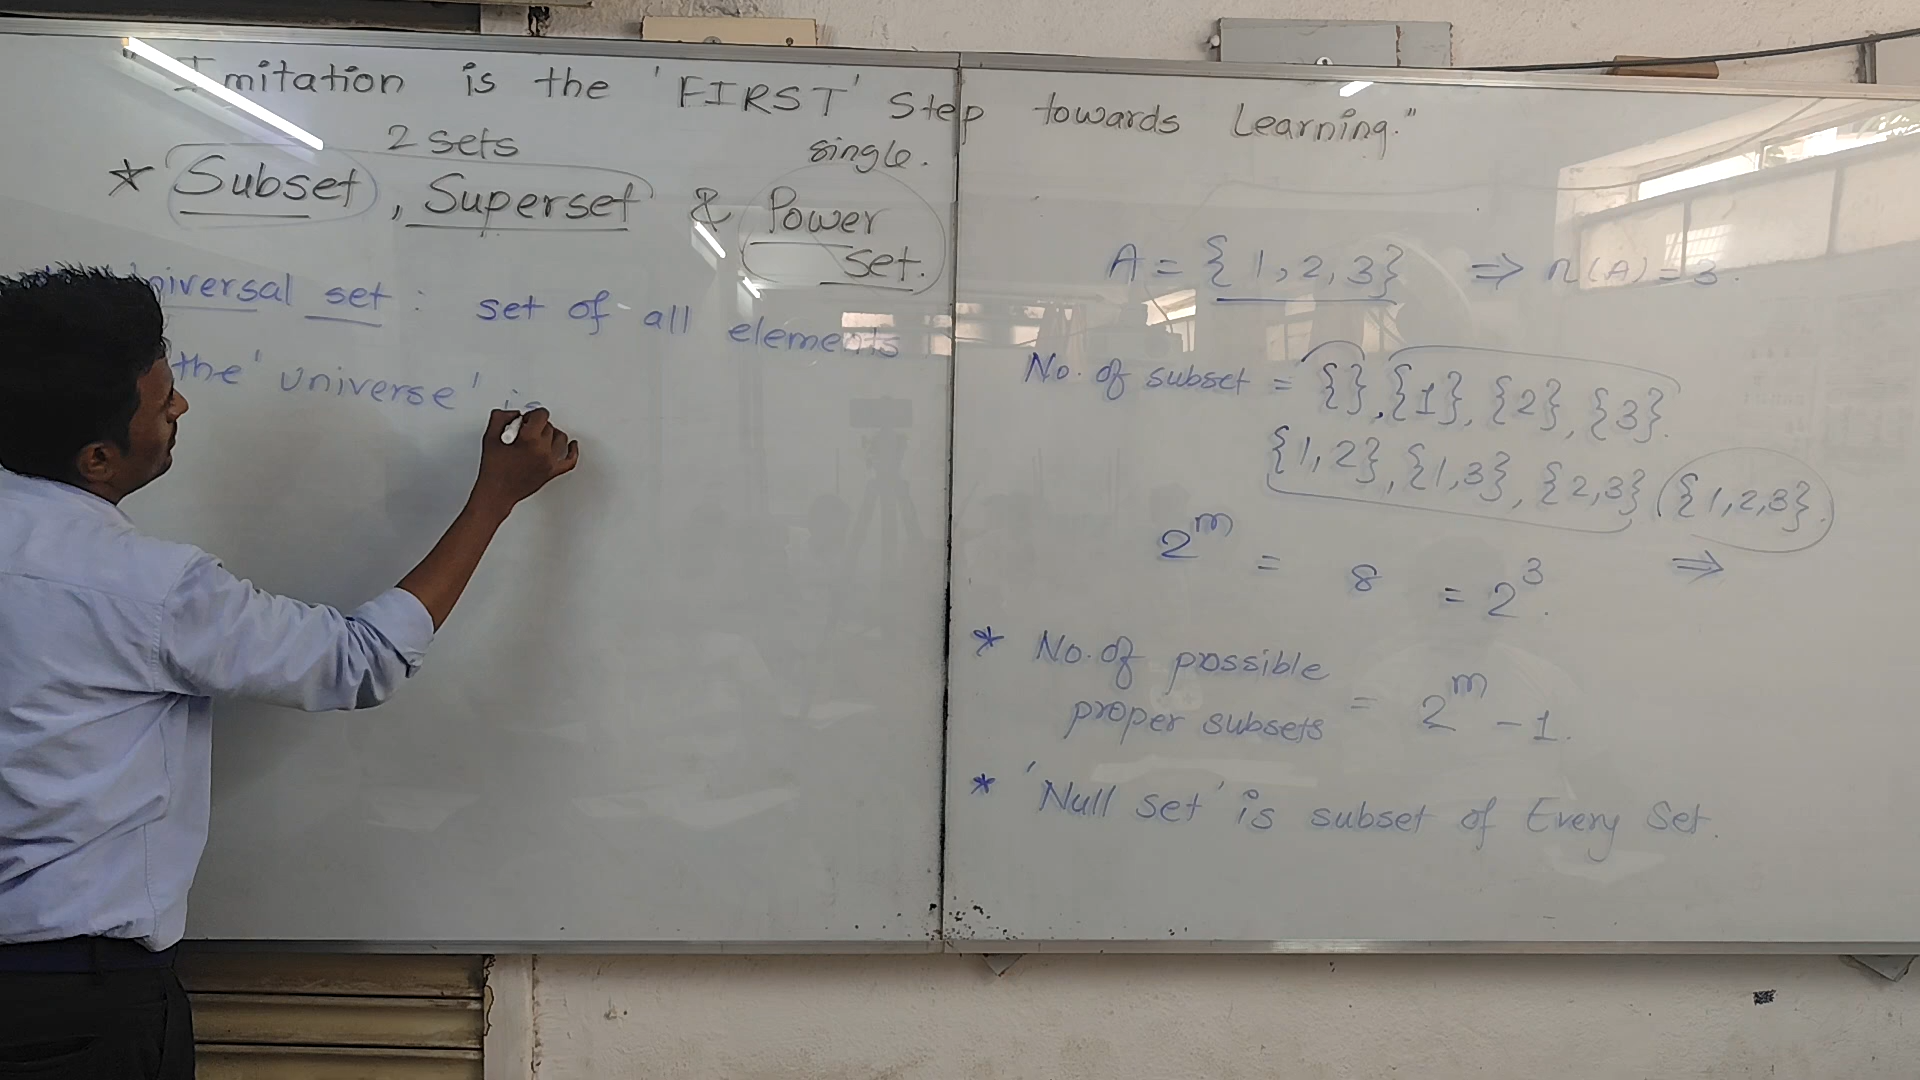 "Imitation is the 'FIRST' Step towards Learning."
2 sets single.
* Subset, Superset & Power set.
niversal set : set of all elements
the 'universe' is
A = { 1, 2, 3} ⇒ n(A) = 3.
No. of subset = {}, {1}, {2}, {3}.
{1, 2}, {1,3}, {2,3} {1,2,3}.
2^m = 8 = 2^3. ⇒
* No. of possible
proper subsets = 2^m - 1.
* 'Null set' is subset of Every Set.